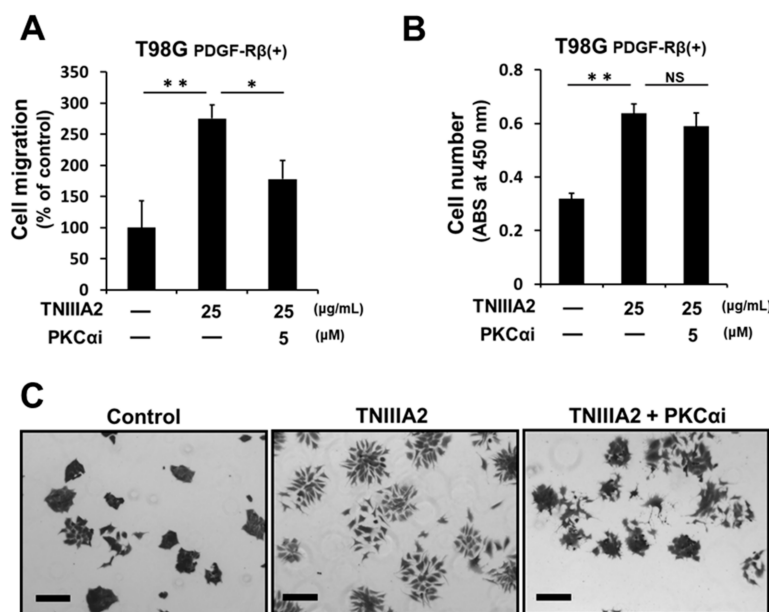 A
T98G PDGF-Rβ(+)
Cell migration
(% of control)
350
300
250
200
150
100
50
0
** *
TNIIIA2 — 25 25 (μg/mL)
PKCαi — — 5 (μM)
B
T98G PDGF-Rβ(+)
Cell number
(ABS at 450 nm)
0.8
0.6
0.4
0.2
0
** NS
TNIIIA2 — 25 25 (μg/mL)
PKCαi — — 5 (μM)
C
Control TNIIIA2 TNIIIA2 + PKCαi